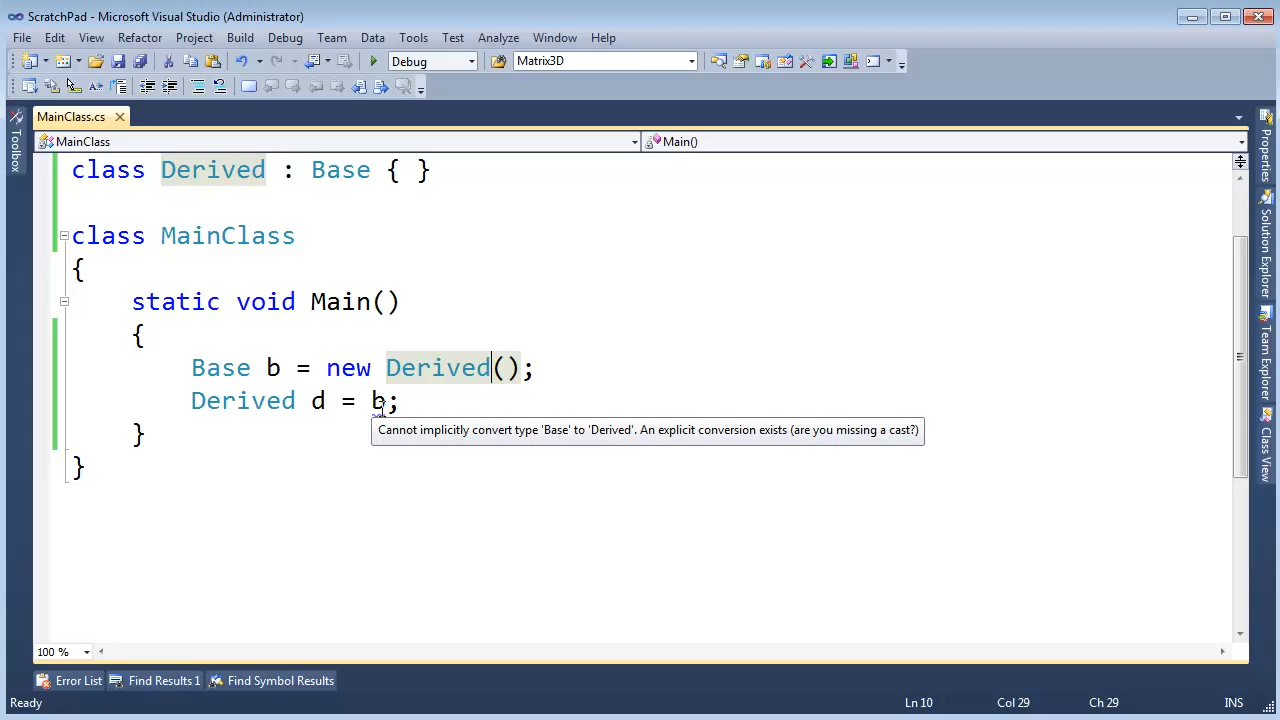 ScratchPad - Microsoft Visual Studio (Administrator)
File Edit View Refactor Project Build Debug Team Data Tools Test Analyze Window Help
Debug Matrix3D
MainClass.cs
MainClass Main()
Toolbox
class Derived : Base { }
class MainClass
{
static void Main()
{
Base b = new Derived();
Derived d = b;
Cannot implicitly convert type 'Base' to 'Derived'. An explicit conversion exists (are you missing a cast?)
}
}
Properties
Solution Explorer
Team Explorer
Class View
100 %
Error List Find Results 1 Find Symbol Results
Ready Ln 10 Col 29 Ch 29 INS